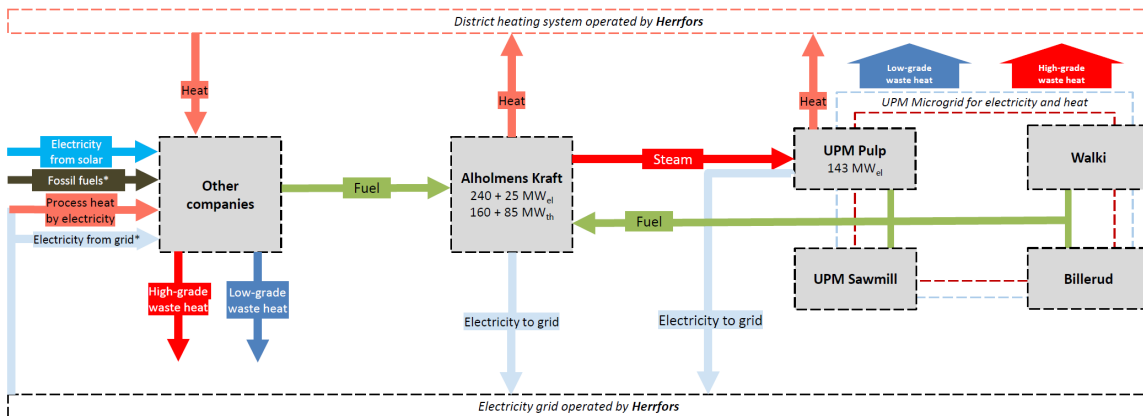 District heating system operated by Herrfors
Low-grade
waste heat
High-grade
waste heat
Heat
Heat
Heat
UPM Microgrid for electricity and heat
Electricity
from solar
Fossil fuels*
Process heat
by electricity
Electricity from grid*
Other
companies
Fuel
Alholmens Kraft
240 + 25 MWel
160 + 85 MWth
Steam
UPM Pulp
143 MWel
Walki
Fuel
UPM Sawmill
Billerud
High-grade
waste heat
Low-grade
waste heat
Electricity to grid
Electricity to grid
Electricity grid operated by Herrfors